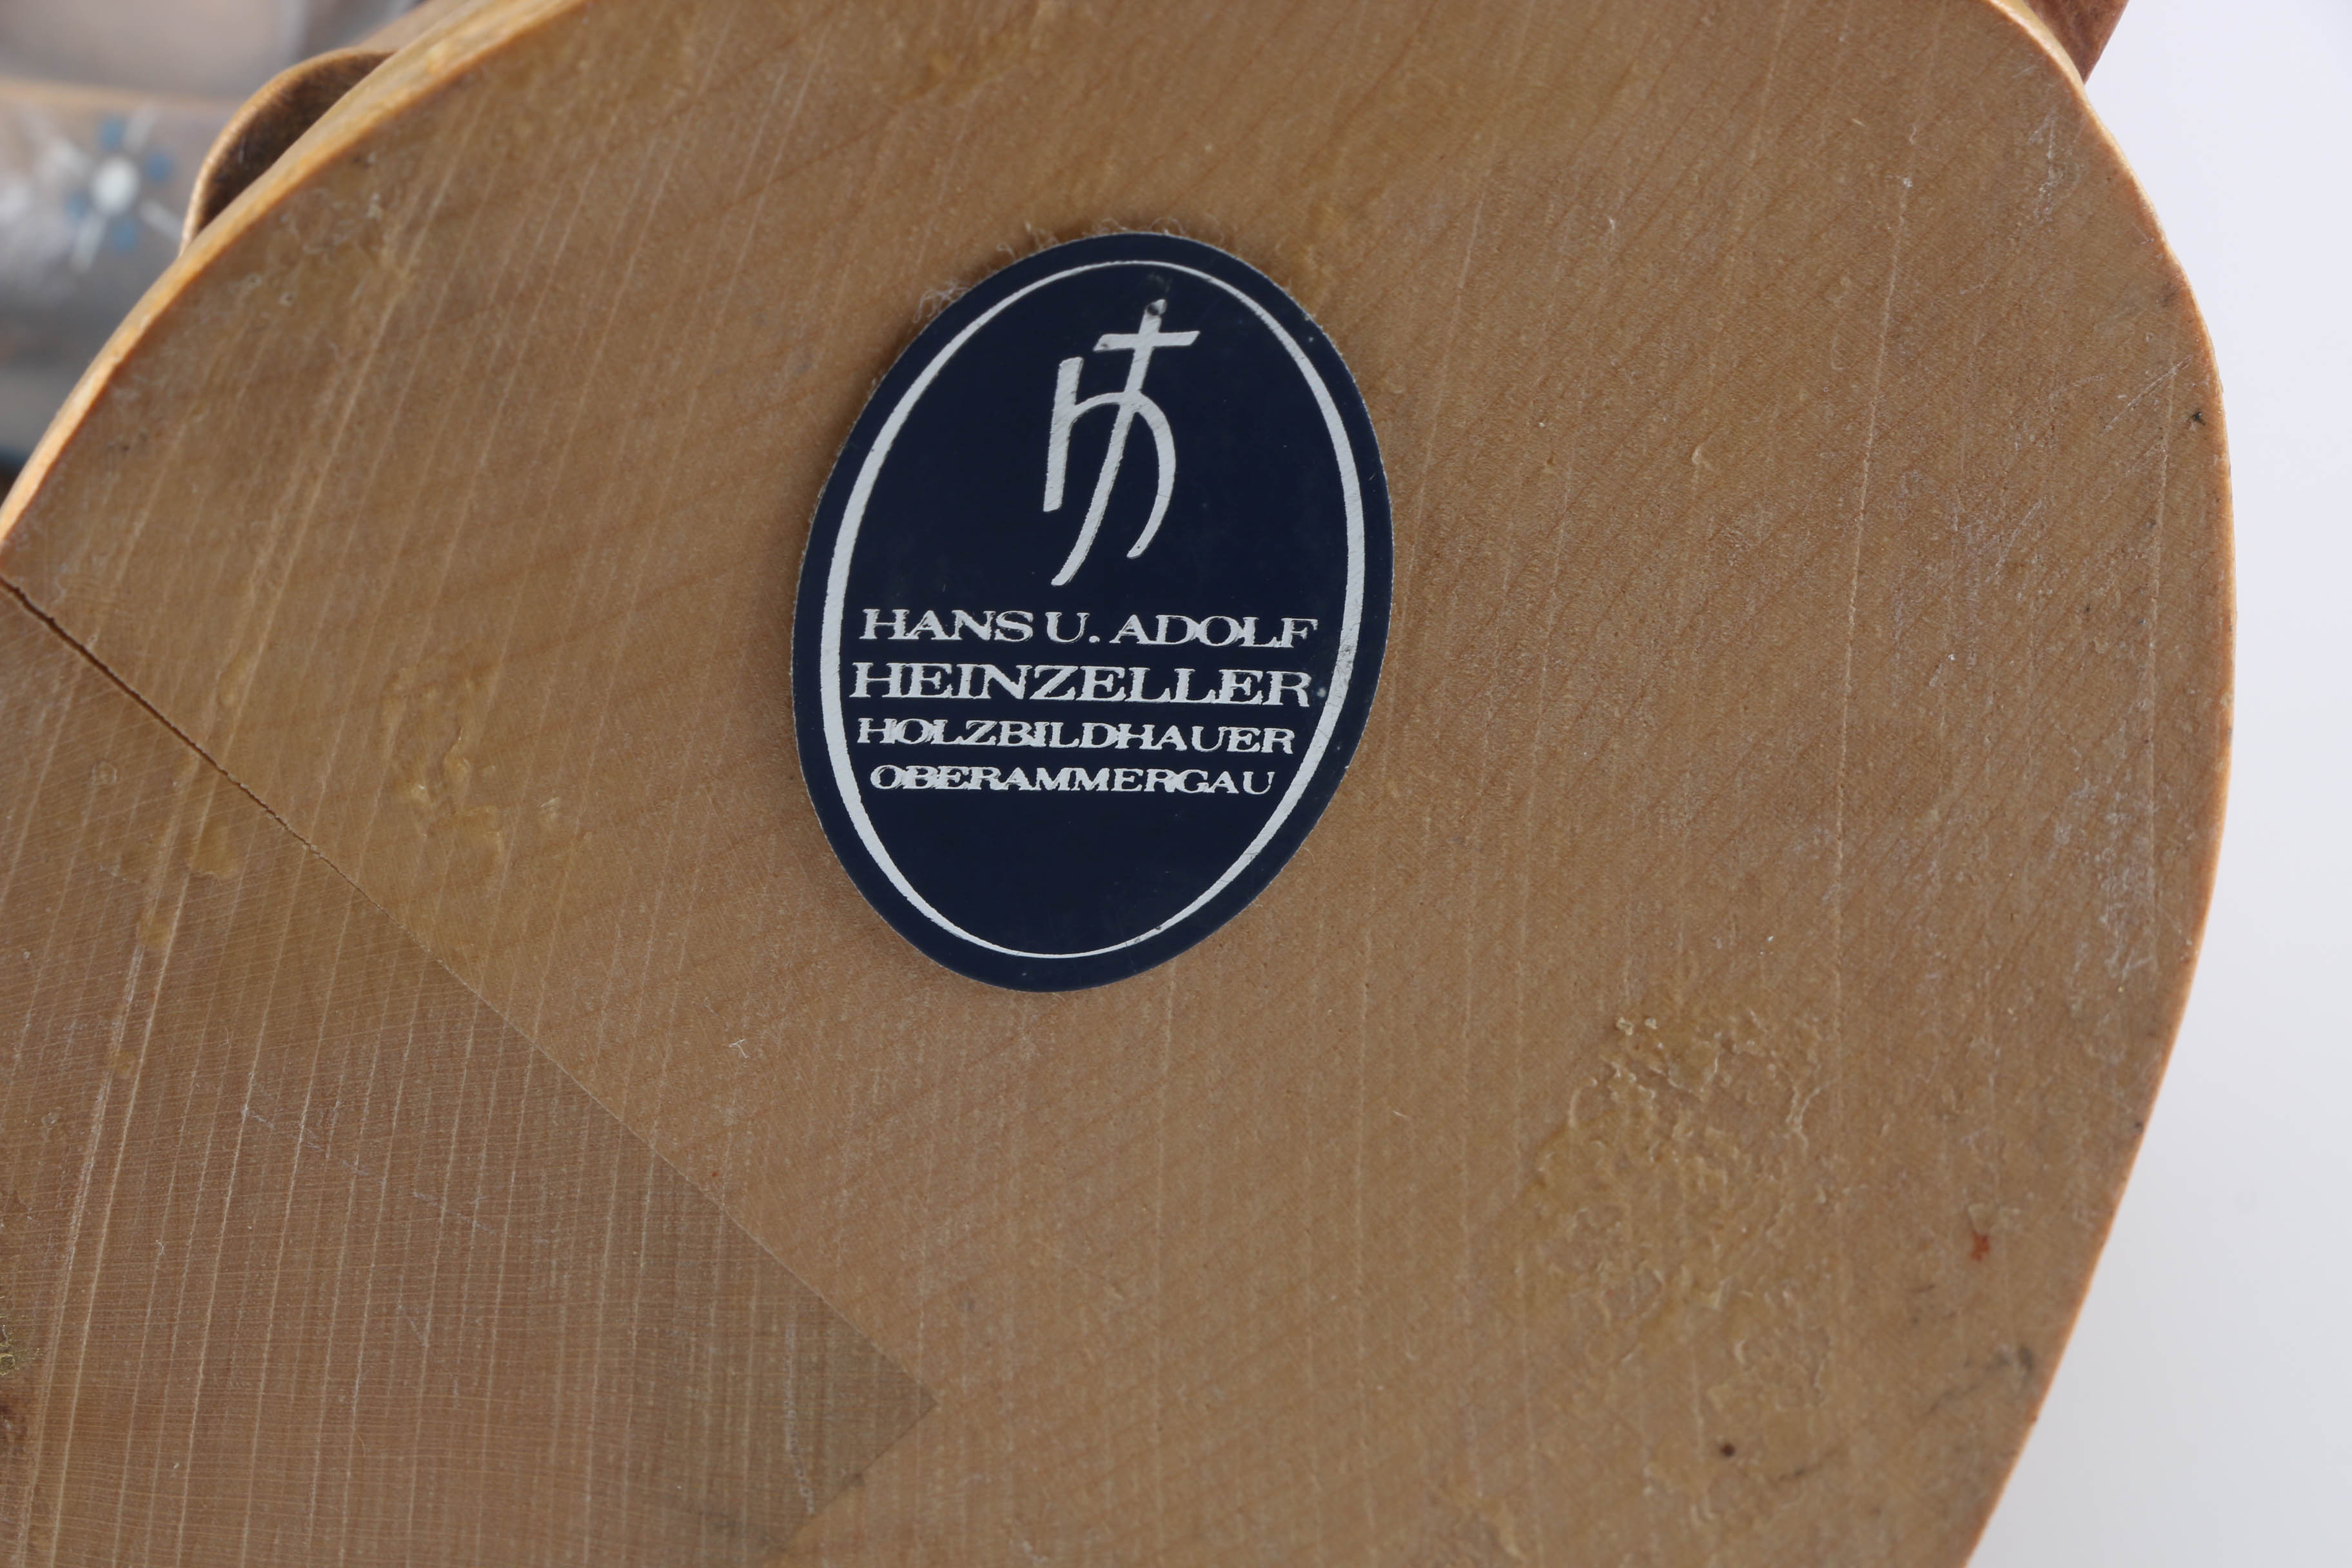 HANS U. ADOLF
HEINZELLER
HOLZBILDHAUER
OBERAMMERGAU